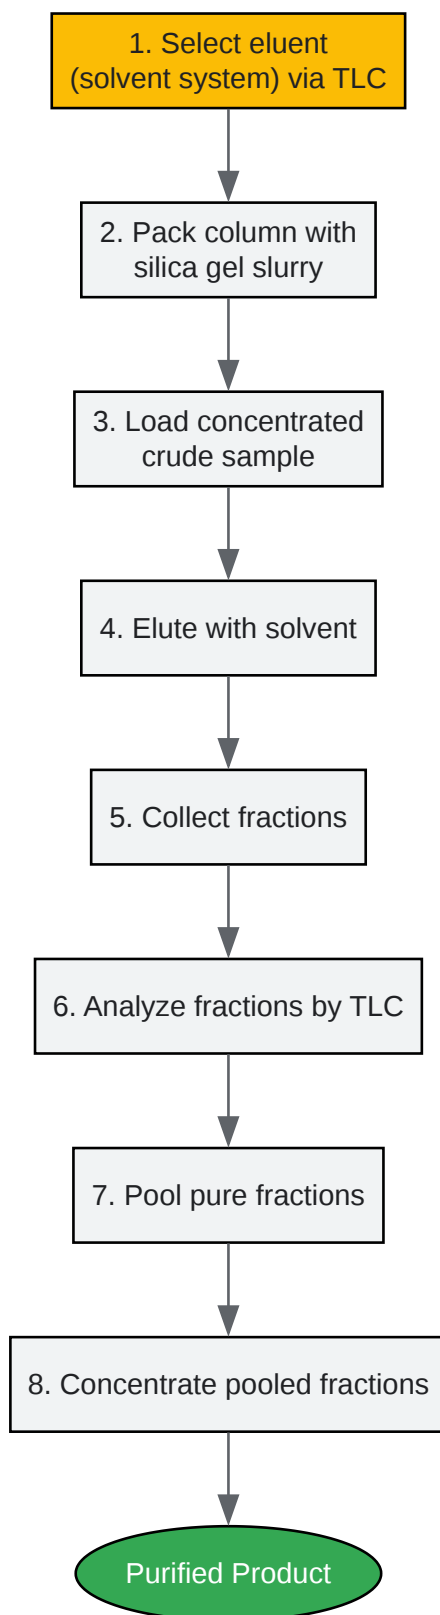 1. Select eluent
(solvent system) via TLC
2. Pack column with
silica gel slurry
3. Load concentrated
crude sample
4. Elute with solvent
5. Collect fractions
6. Analyze fractions by TLC
7. Pool pure fractions
8. Concentrate pooled fractions
Purified Product